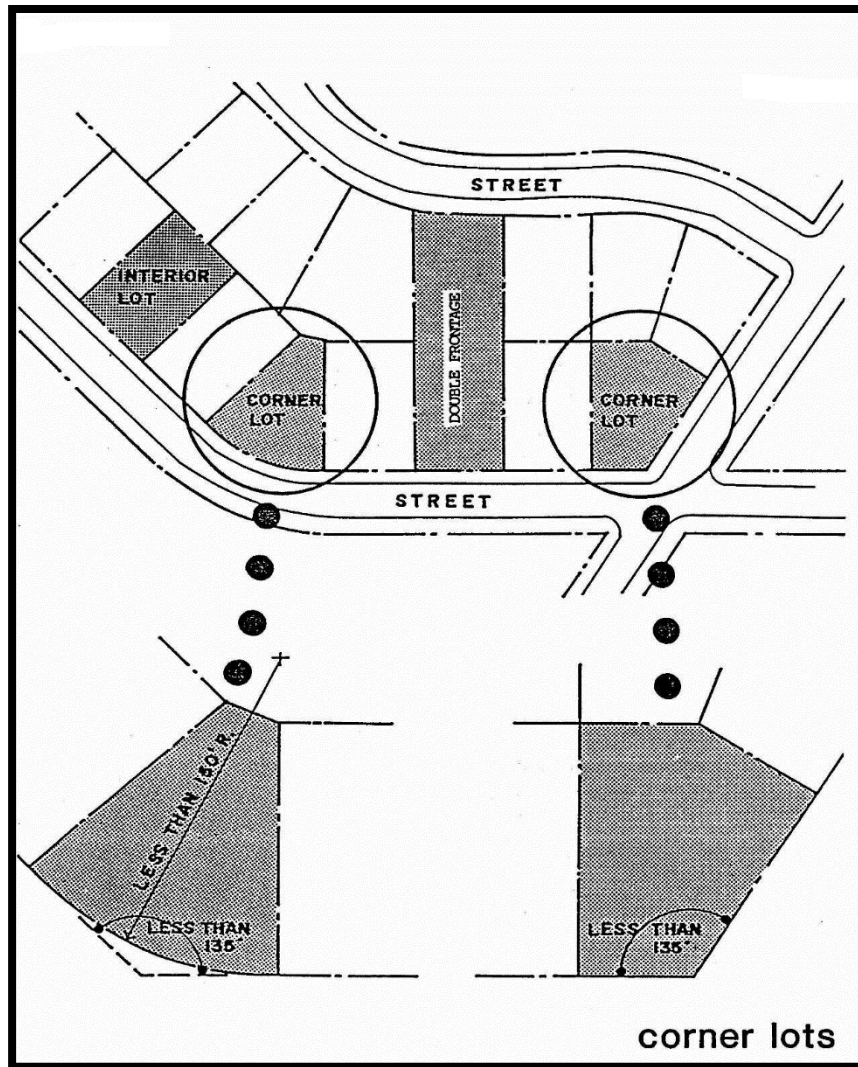 STREET
INTERIOR
LOT
DOUBLE FRONTAGE
CORNER
LOT
CORNER
LOT
STREET
LESS THAN 150' R.
LESS THAN
135°
LESS THAN
135°
corner lots